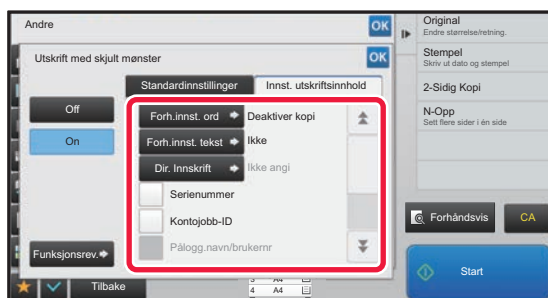 Andre
OK
Utskrift med skjult mønster
OK
Standardinnstillinger
Innst. utskriftsinnhold
Off
On
Forh.innst. ord
Deaktiver kopi
Forh.innst. tekst
Ikke
Dir. Innskrift
Ikke angi
Serienummer
Kontojobb-ID
Pålogg.navn/brukernr
Funksjonsrev.
Tilbake
3 A4
4 A4
Original
Endre størrelse/retning.
Stempel
Skriv ut dato og stempel
2-Sidig Kopi
N-Opp
Sett flere sider i én side
Forhåndsvis
CA
Start